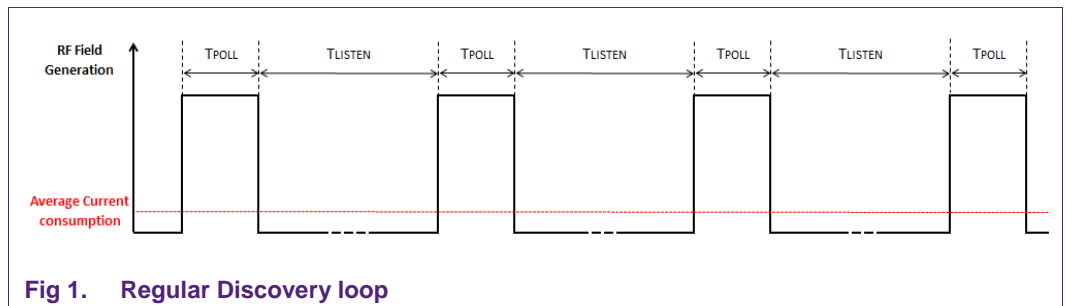 RF Field
Generation
TPOLL TLISTEN TPOLL TLISTEN TPOLL TLISTEN TPOLL
Average Current
consumption
Fig 1. Regular Discovery loop